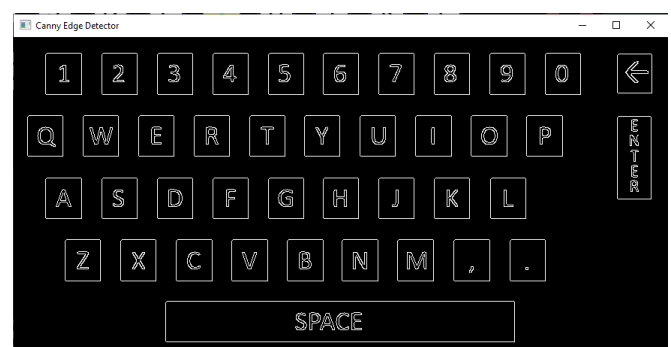 Canny Edge Detector
1 2 3 4 5 6 7 8 9 0 ←
Q W E R T Y U I O P ENTER
A S D F G H J K L
Z X C V B N M , .
SPACE